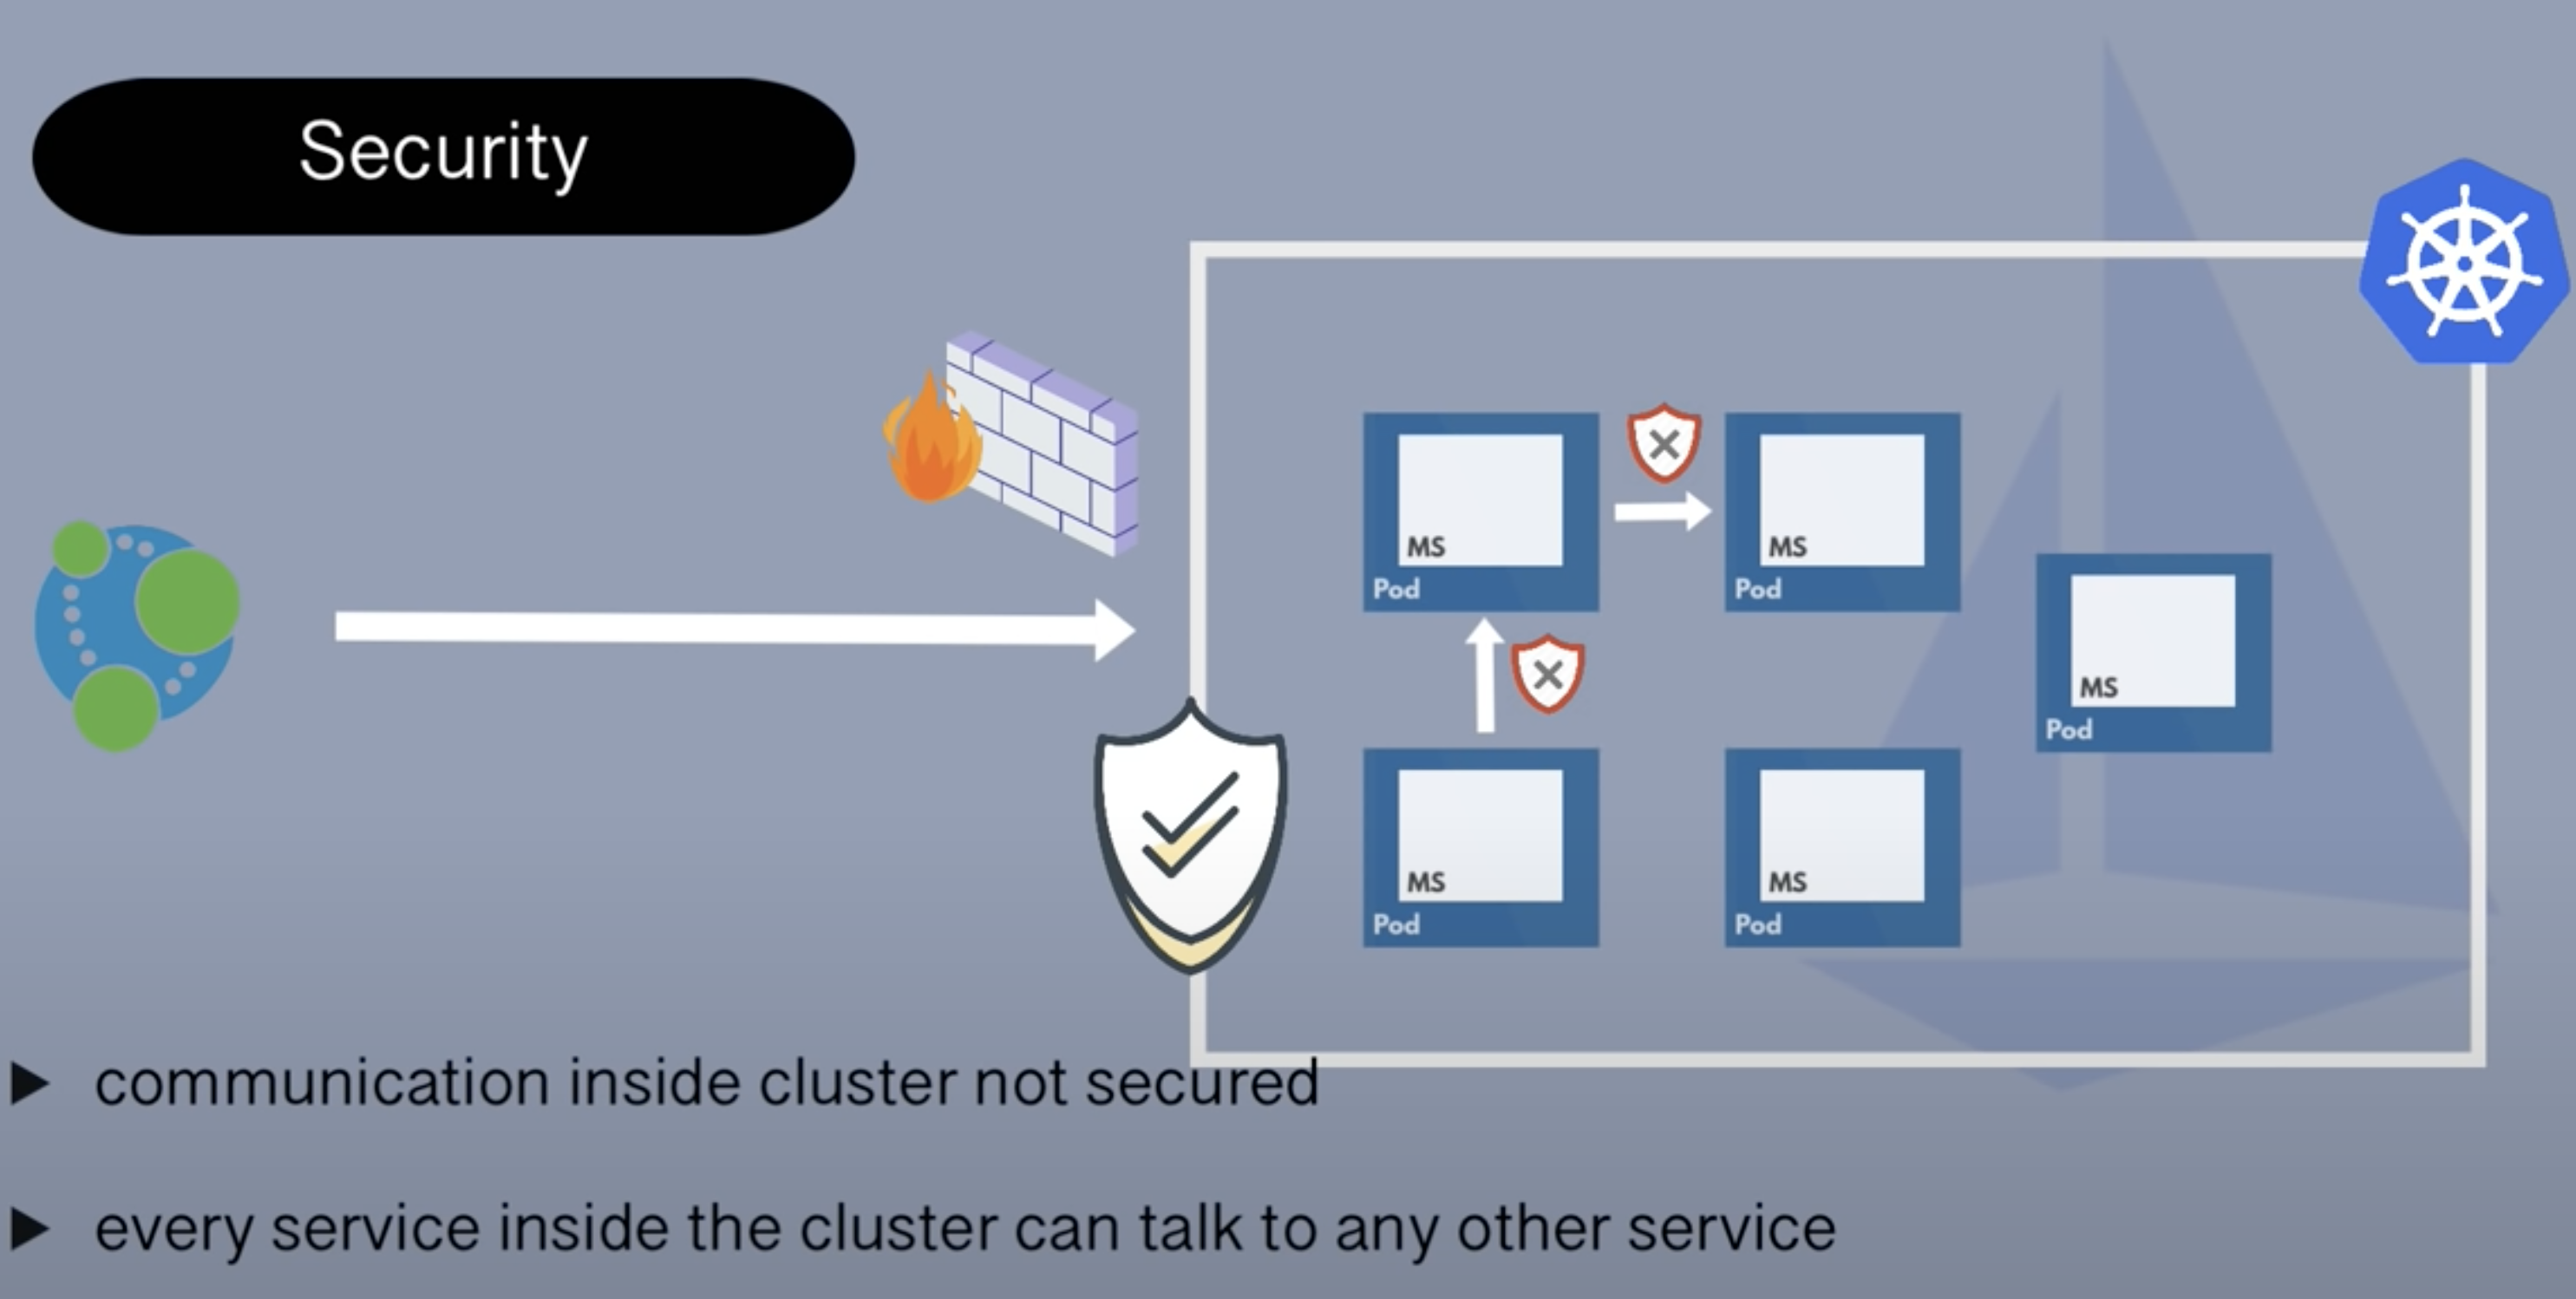 Security
MS
Pod
MS
Pod
MS
Pod
MS
Pod
MS
Pod
communication inside cluster not secured
every service inside the cluster can talk to any other service